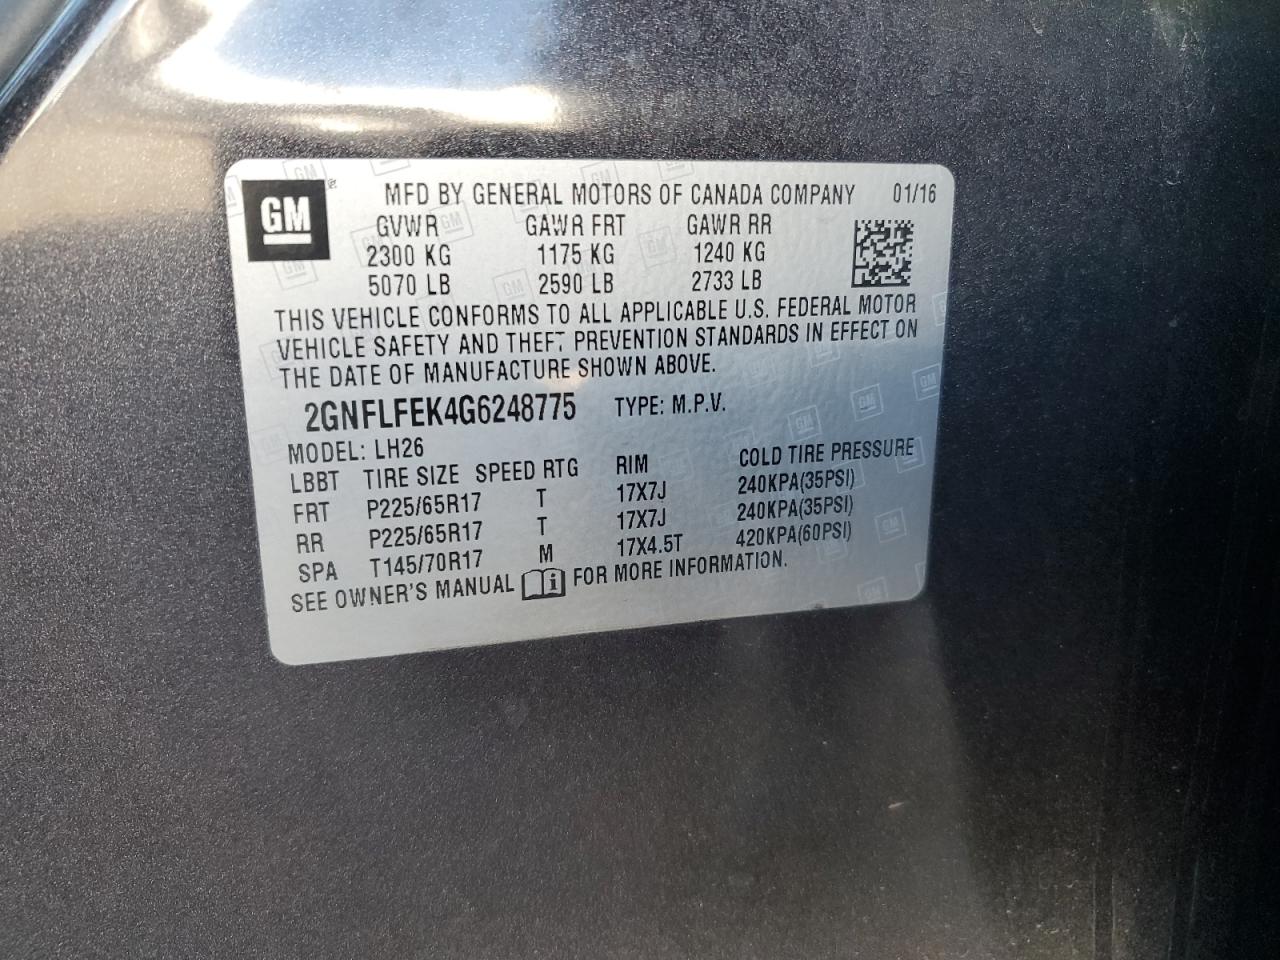 GM
MFD BY GENERAL MOTORS OF CANADA COMPANY 01/16
GVWR GAWR FRT GAWR RR
2300 KG 1175 KG 1240 KG
5070 LB 2590 LB 2733 LB
THIS VEHICLE CONFORMS TO ALL APPLICABLE U.S. FEDERAL MOTOR
VEHICLE SAFETY AND THEFT PREVENTION STANDARDS IN EFFECT ON
THE DATE OF MANUFACTURE SHOWN ABOVE.
2GNFLFEK4G6248775 TYPE: M.P.V.
MODEL: LH26
LBBT TIRE SIZE SPEED RTG RIM COLD TIRE PRESSURE
FRT P225/65R17 T 17X7J 240KPA(35PSI)
RR P225/65R17 T 17X7J 240KPA(35PSI)
SPA T145/70R17 M 17X4.5T 420KPA(60PSI)
SEE OWNER'S MANUAL i FOR MORE INFORMATION.